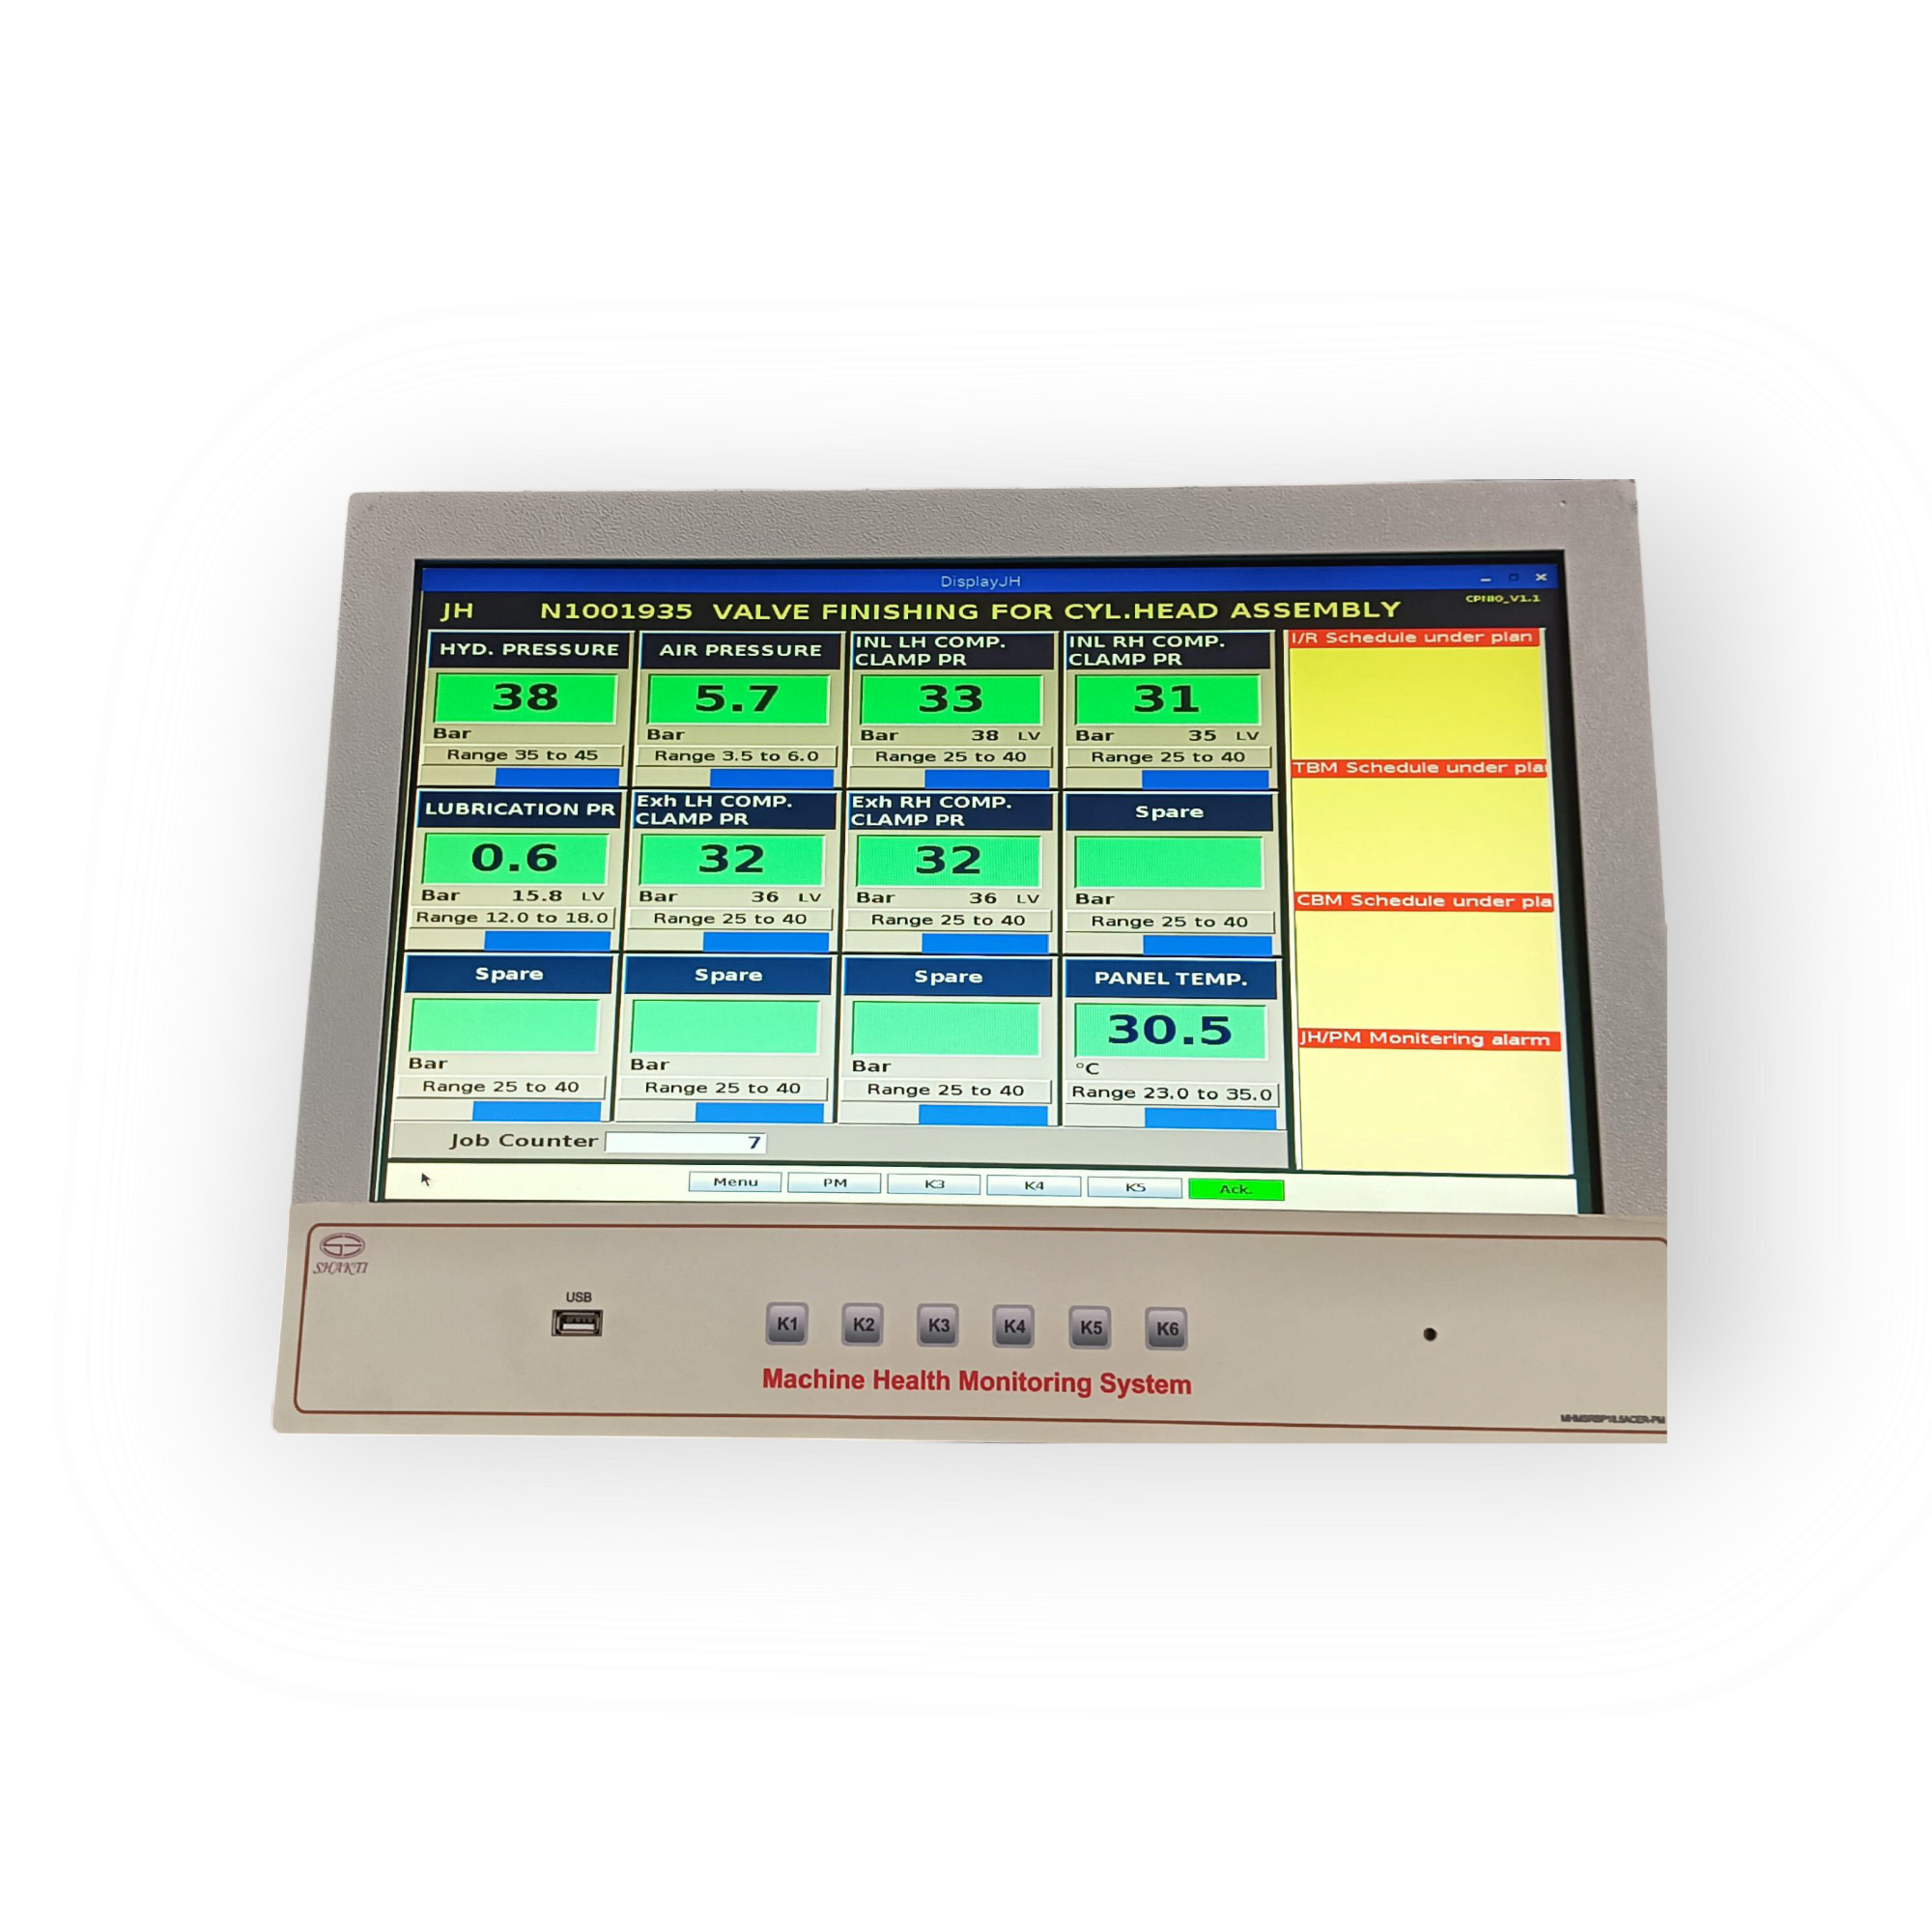 DisplayJH
JH N1001935 VALVE FINISHING FOR CYL.HEAD ASSEMBLY
HYD. PRESSURE
38
Bar
Range 35 to 45
AIR PRESSURE
5.7
Bar
Range 3.5 to 6.0
INL LH COMP.
CLAMP PR
33
Bar 38 LV
Range 25 to 40
INL RH COMP.
CLAMP PR
31
Bar 35 LV
Range 25 to 40
LUBRICATION PR
0.6
Bar 15.8 LV
Range 12.0 to 18.0
Exh LH COMP.
CLAMP PR
32
Bar 36 LV
Range 25 to 40
Exh RH COMP.
CLAMP PR
32
Bar 36 LV
Range 25 to 40
Spare
Bar
Range 25 to 40
Spare
Bar
Range 25 to 40
Spare
Bar
Range 25 to 40
Spare
Bar
Range 25 to 40
PANEL TEMP.
30.5
°C
Range 23.0 to 35.0
I/R Schedule under plan
TBM Schedule under pla
CBM Schedule under pla
JH/PM Monitering alarm
Job Counter 7
Menu PM K3 K4 K5 Ack.
SHAKTI
USB
K1 K2 K3 K4 K5 K6
Machine Health Monitoring System